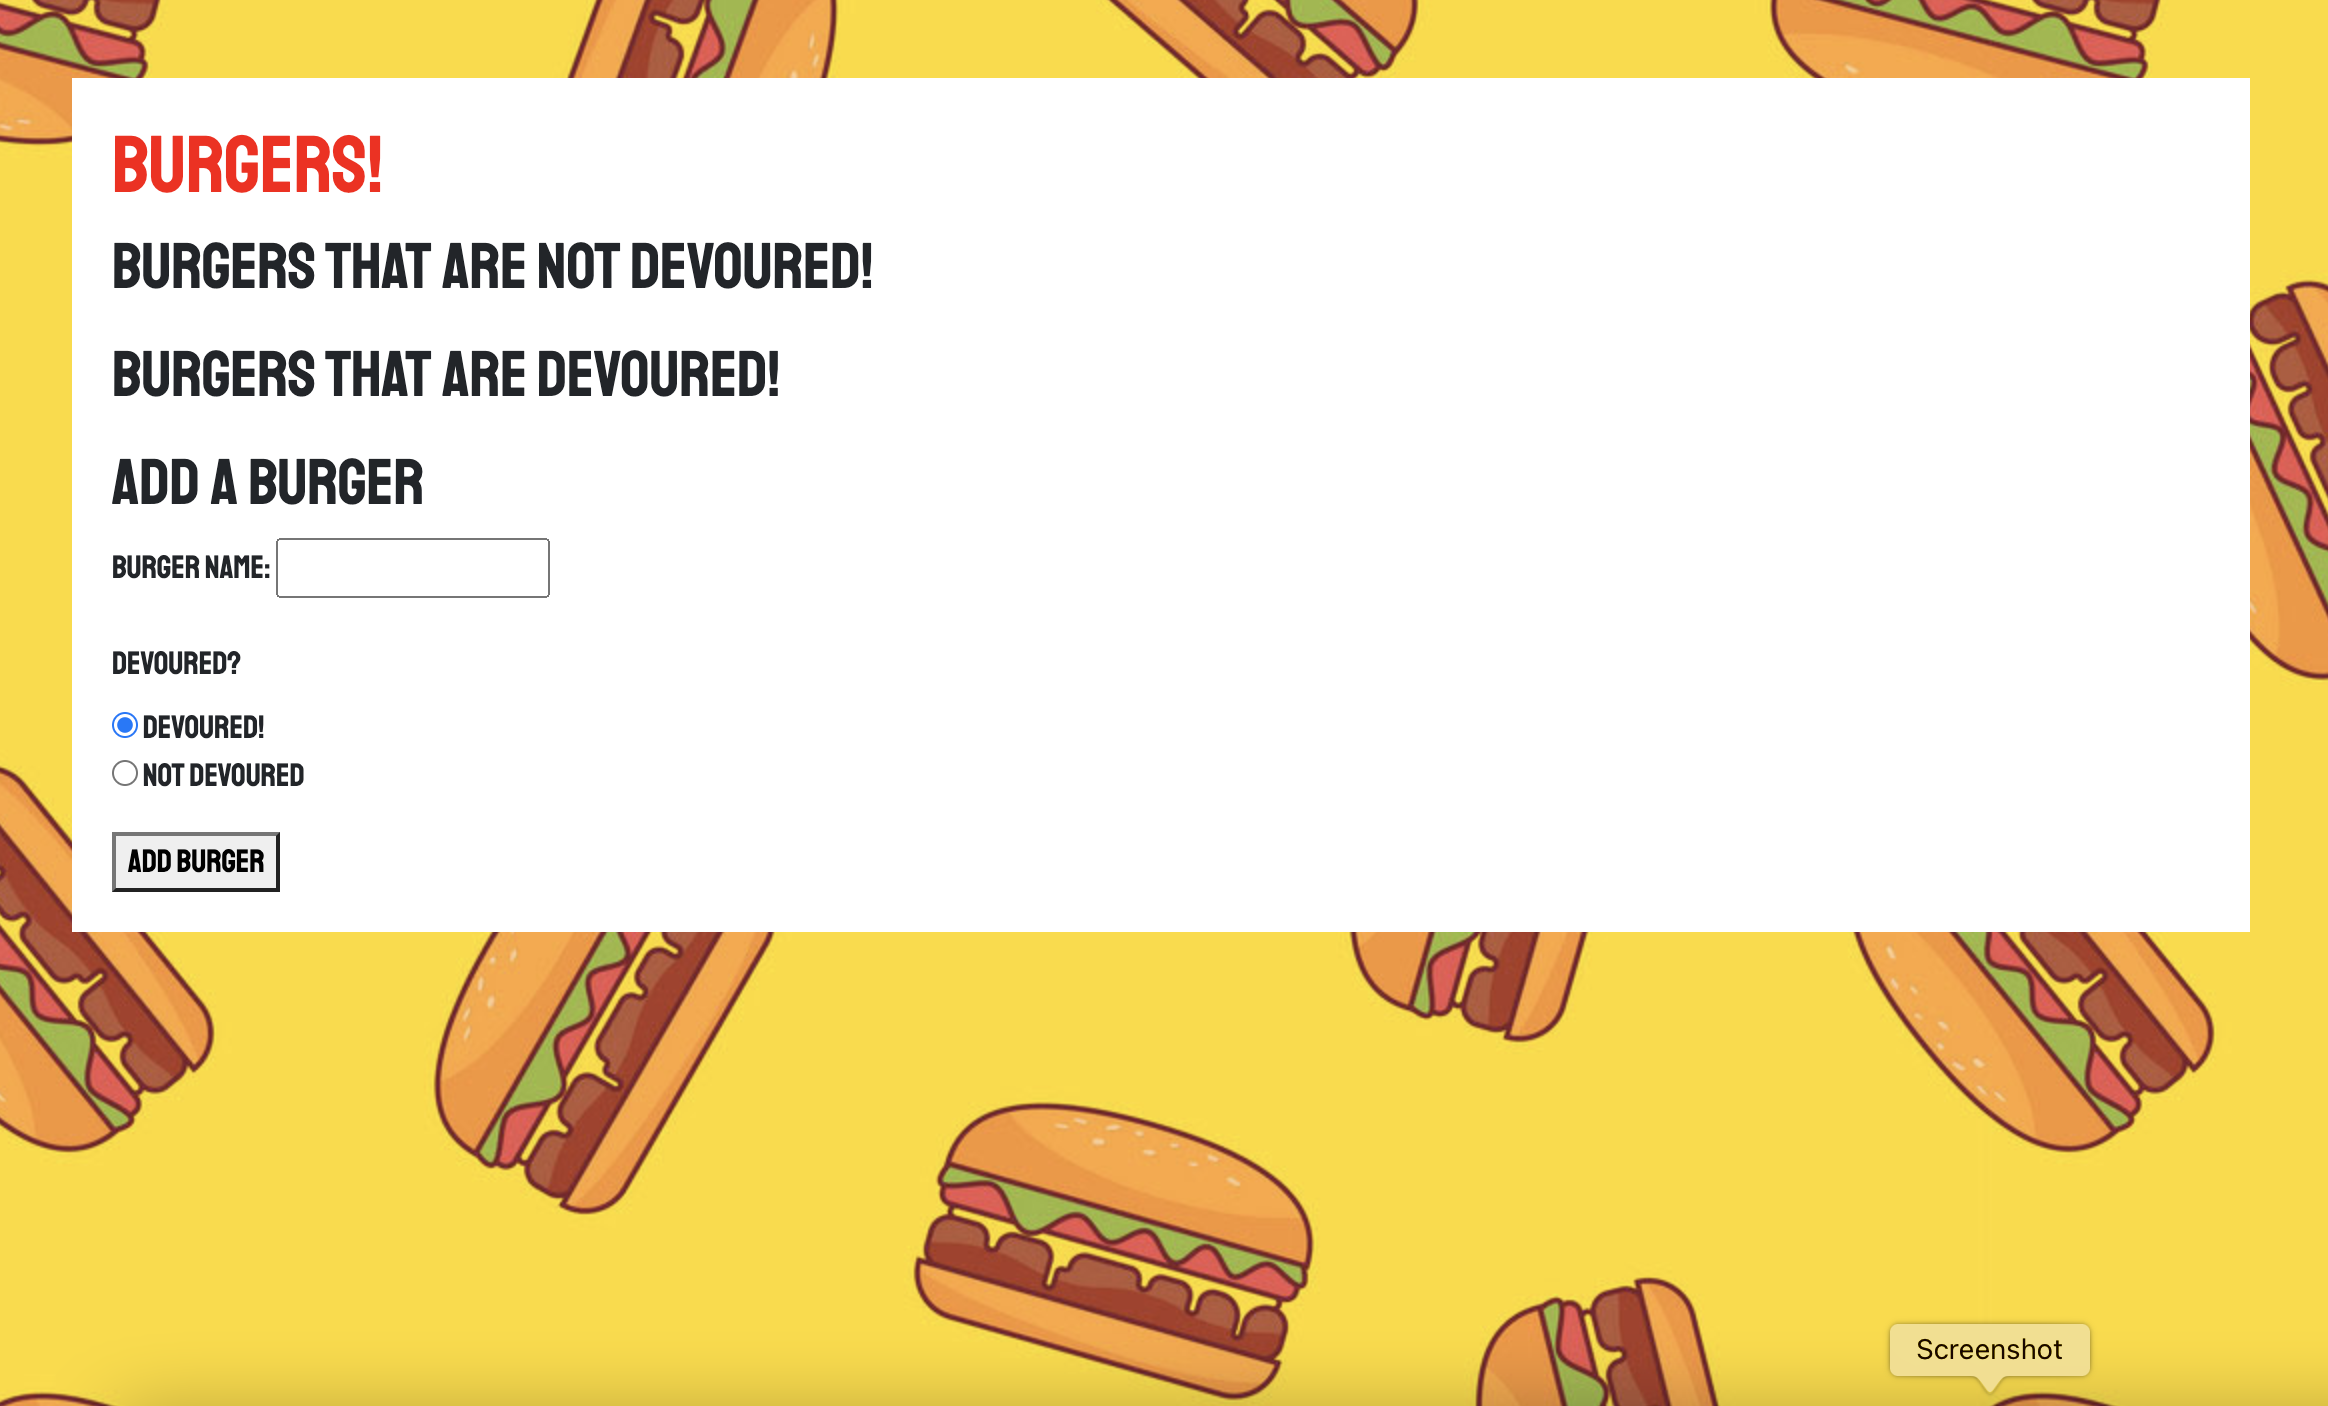 BURGERS!
BURGERS THAT ARE NOT DEVOURED!
BURGERS THAT ARE DEVOURED!
ADD A BURGER
BURGER NAME:
DEVOURED?
DEVOURED!
NOT DEVOURED
ADD BURGER
Screenshot